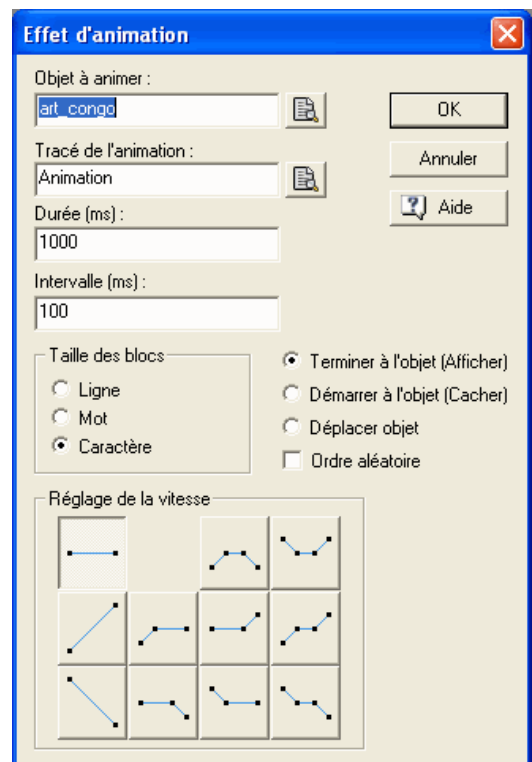 Effet d'animation
Objet à animer :
art_congo
OK
Tracé de l'animation :
Annuler
Animation
Aide
Durée (ms) :
1000
Intervalle (ms) :
100
Taille des blocs
Ligne
Mot
Caractère
Terminer à l'objet (Afficher)
Démarrer à l'objet (Cacher)
Déplacer objet
Ordre aléatoire
Réglage de la vitesse